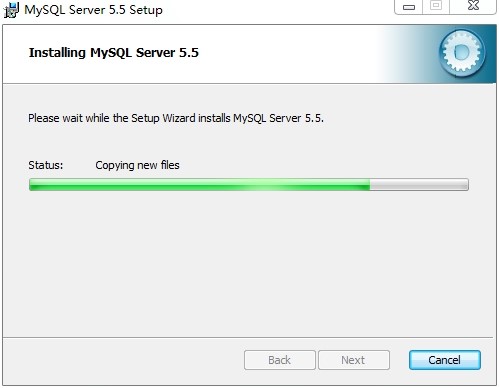 MySQL Server 5.5 Setup
Installing MySQL Server 5.5
Please wait while the Setup Wizard installs MySQL Server 5.5.
Status: Copying new files
Back Next Cancel